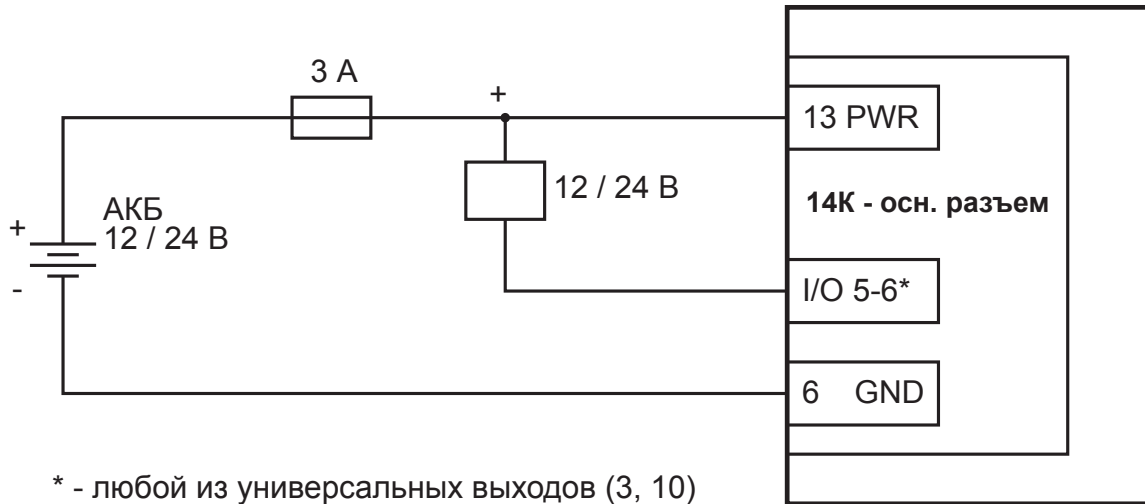 3 А
+
13 PWR
12 / 24 В
14К - осн. разъем
АКБ
+
12 / 24 В
-
I/O 5-6*
6 GND
* - любой из универсальных выходов (3, 10)